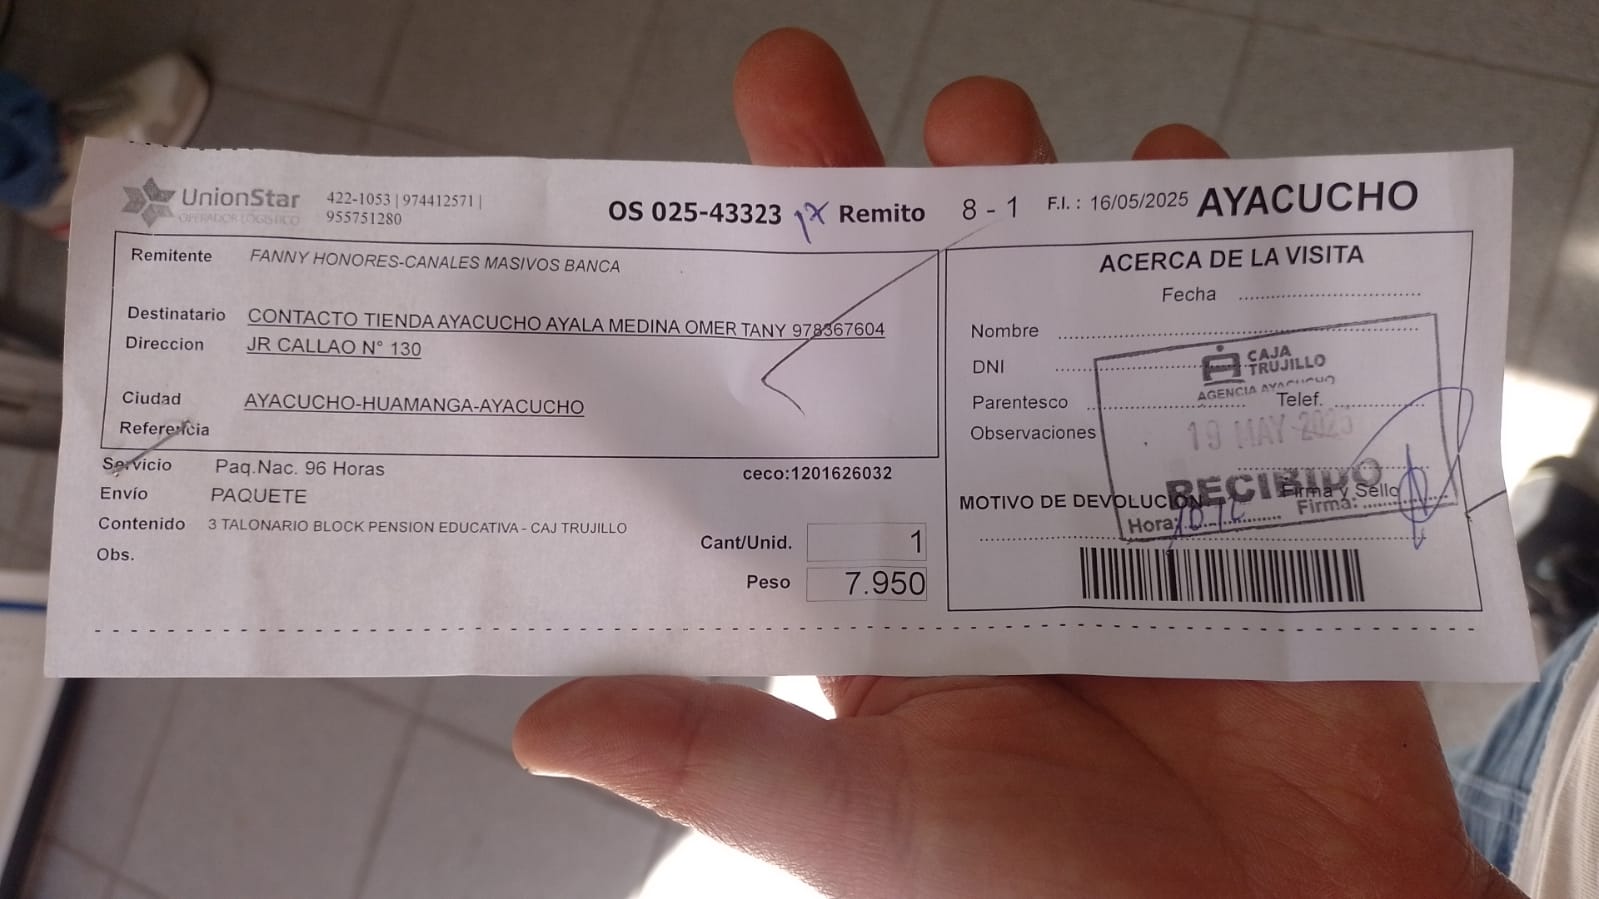 UnionStar
OPERADOR LOGISTICO
422-1053 | 974412571 |
955751280
OS 025-43323 1X Remito 8 - 1 F.I. : 16/05/2025 AYACUCHO
Remitente FANNY HONORES-CANALES MASIVOS BANCA
Destinatario CONTACTO TIENDA AYACUCHO AYALA MEDINA OMER TANY 978367604
Direccion JR CALLAO N° 130
Ciudad AYACUCHO-HUAMANGA-AYACUCHO
Referencia
Servicio Paq.Nac. 96 Horas ceco:1201626032
Envío PAQUETE
Contenido 3 TALONARIO BLOCK PENSION EDUCATIVA - CAJ TRUJILLO
Obs.
Cant/Unid. 1
Peso 7.950
ACERCA DE LA VISITA
Fecha
Nombre
DNI
Parentesco Telef.
Observaciones
Firma y Sello
MOTIVO DE DEVOLUCION
CAJA
TRUJILLO
AGENCIA AYACUCHO
19 MAY 2025
RECIBIDO
Hora: Firma: